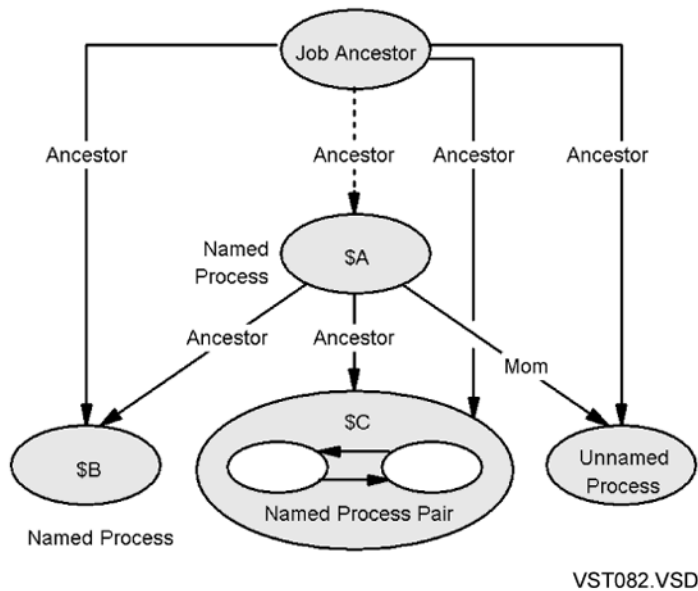 Job Ancestor
Ancestor
Ancestor
Ancestor
Ancestor
Named
Process
$A
Ancestor
Ancestor
Mom
$B
$C
Unnamed
Process
Named Process Pair
Named Process
VST082.VSD